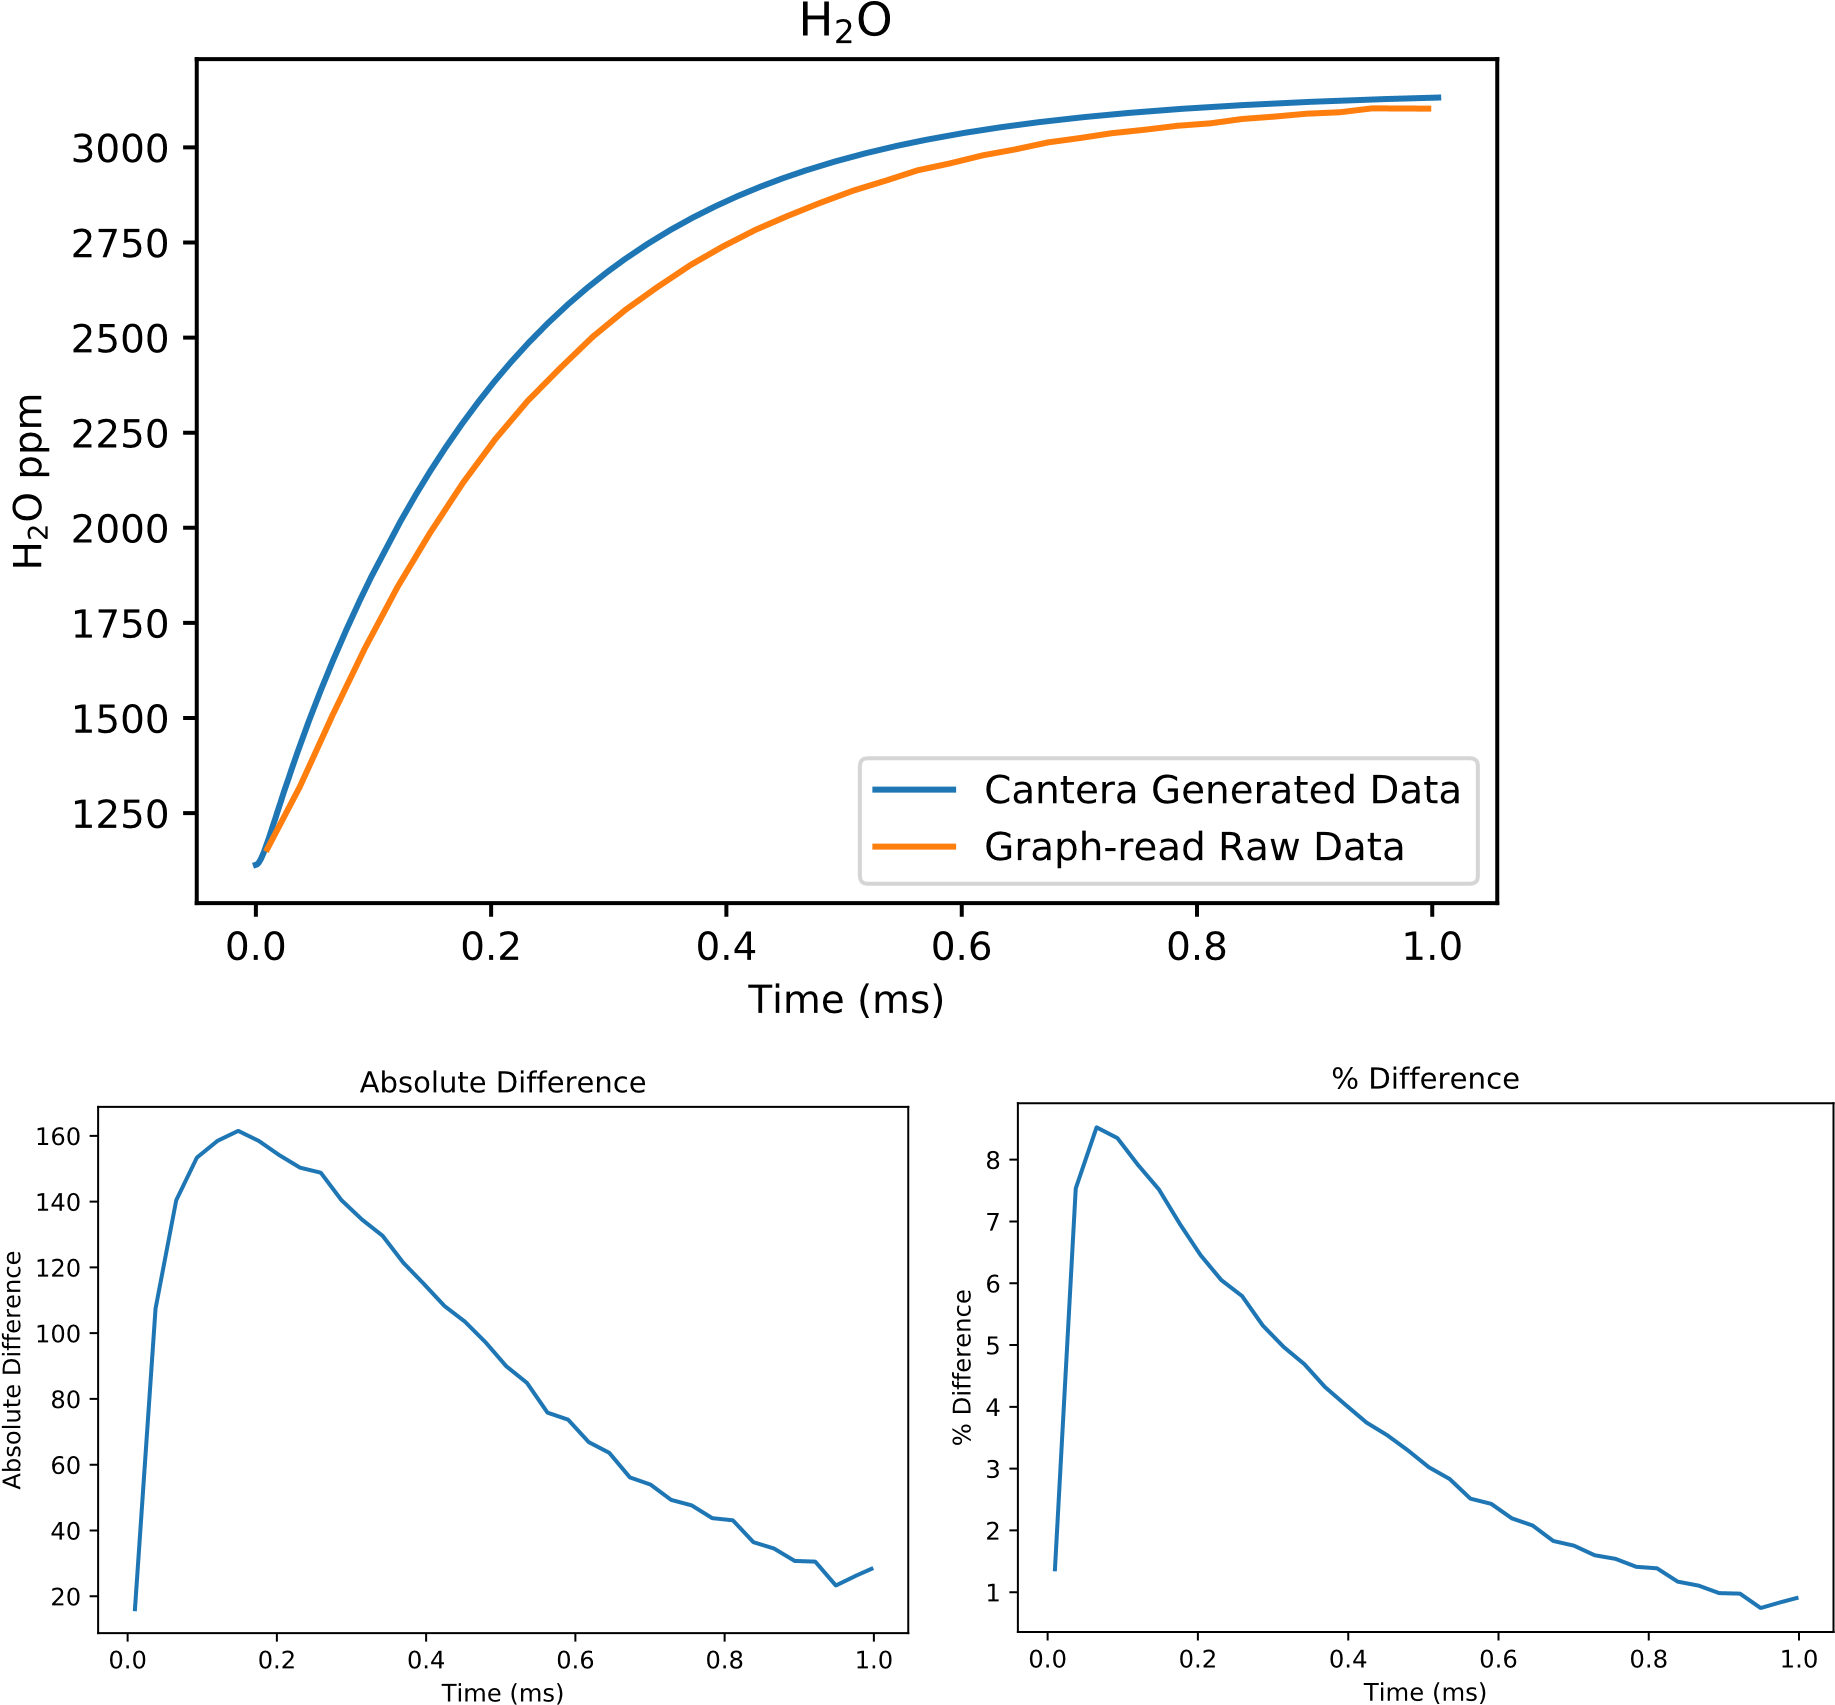 H₂O
3000
2750
2500
2250
2000
1750
1500
1250
H₂O ppm
Cantera Generated Data
Graph-read Raw Data
0.0 0.2 0.4 0.6 0.8 1.0
Time (ms)
Absolute Difference
160
140
120
100
80
60
40
20
Absolute Difference
0.0 0.2 0.4 0.6 0.8 1.0
Time (ms)
% Difference
8
7
6
5
4
3
2
1
% Difference
0.0 0.2 0.4 0.6 0.8 1.0
Time (ms)